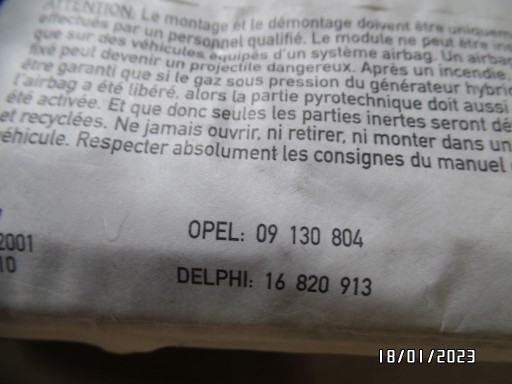 ATTENTION. Le montage et le démontage doivent être uniquem
effectués par un personnel qualifié. Le module ne peut être ins
que sur des véhicules équipés d'un système airbag. Un airbag
fixé peut devenir un projectile dangereux. Après un incendie,
être garanti que si le gaz sous pression du générateur hybri
l'airbag a été libéré, alors la partie pyrotechnique doit aussi
été activée. Et que donc seules les parties inertes seront dé
et recyclées. Ne jamais ouvrir, ni retirer, ni monter dans un
éhicule. Respecter absolument les consignes du manuel
OPEL: 09 130 804
2001
10
DELPHI: 16 820 913
18/01/2023